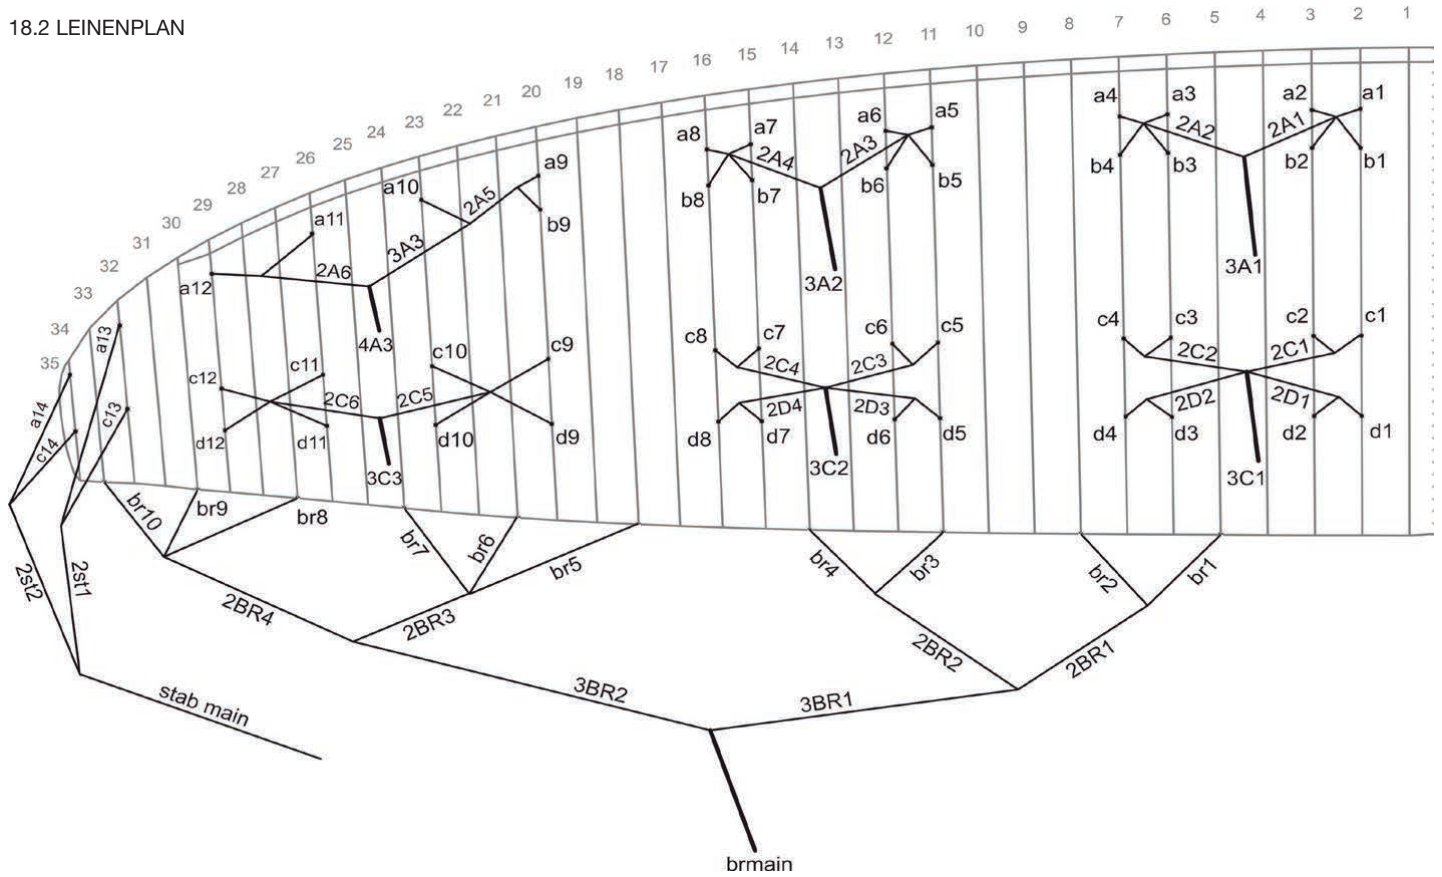 18.2 LEINENPLAN
35 34 33 32 31 30 29 28 27 26 25 24 23 22 21 20 19 18 17 16 15 14 13 12 11 10 9 8 7 6 5 4 3 2 1
a14 a13 a12 a11 a10 a9 a8 a7 a6 a5 a4 a3 a2 a1
2A6 3A3 2A5 2A4 2A3 2A2 2A1
b9 b8 b7 b6 b5 b4 b3 b2 b1
4A3 3A2 3A1
c14 c13 c12 c11 c10 c9 c8 c7 c6 c5 c4 c3 c2 c1
2C6 2C5 2C4 2C3 2C2 2C1
2D4 2D3 2D2 2D1
d12 d11 d10 d9 d8 d7 d6 d5 d4 d3 d2 d1
3C3 3C2 3C1
br10 br9 br8 br7 br6 br5 br4 br3 br2 br1
2st2 2st1 2BR4 2BR3 2BR2 2BR1
stab main 3BR2 3BR1
brmain